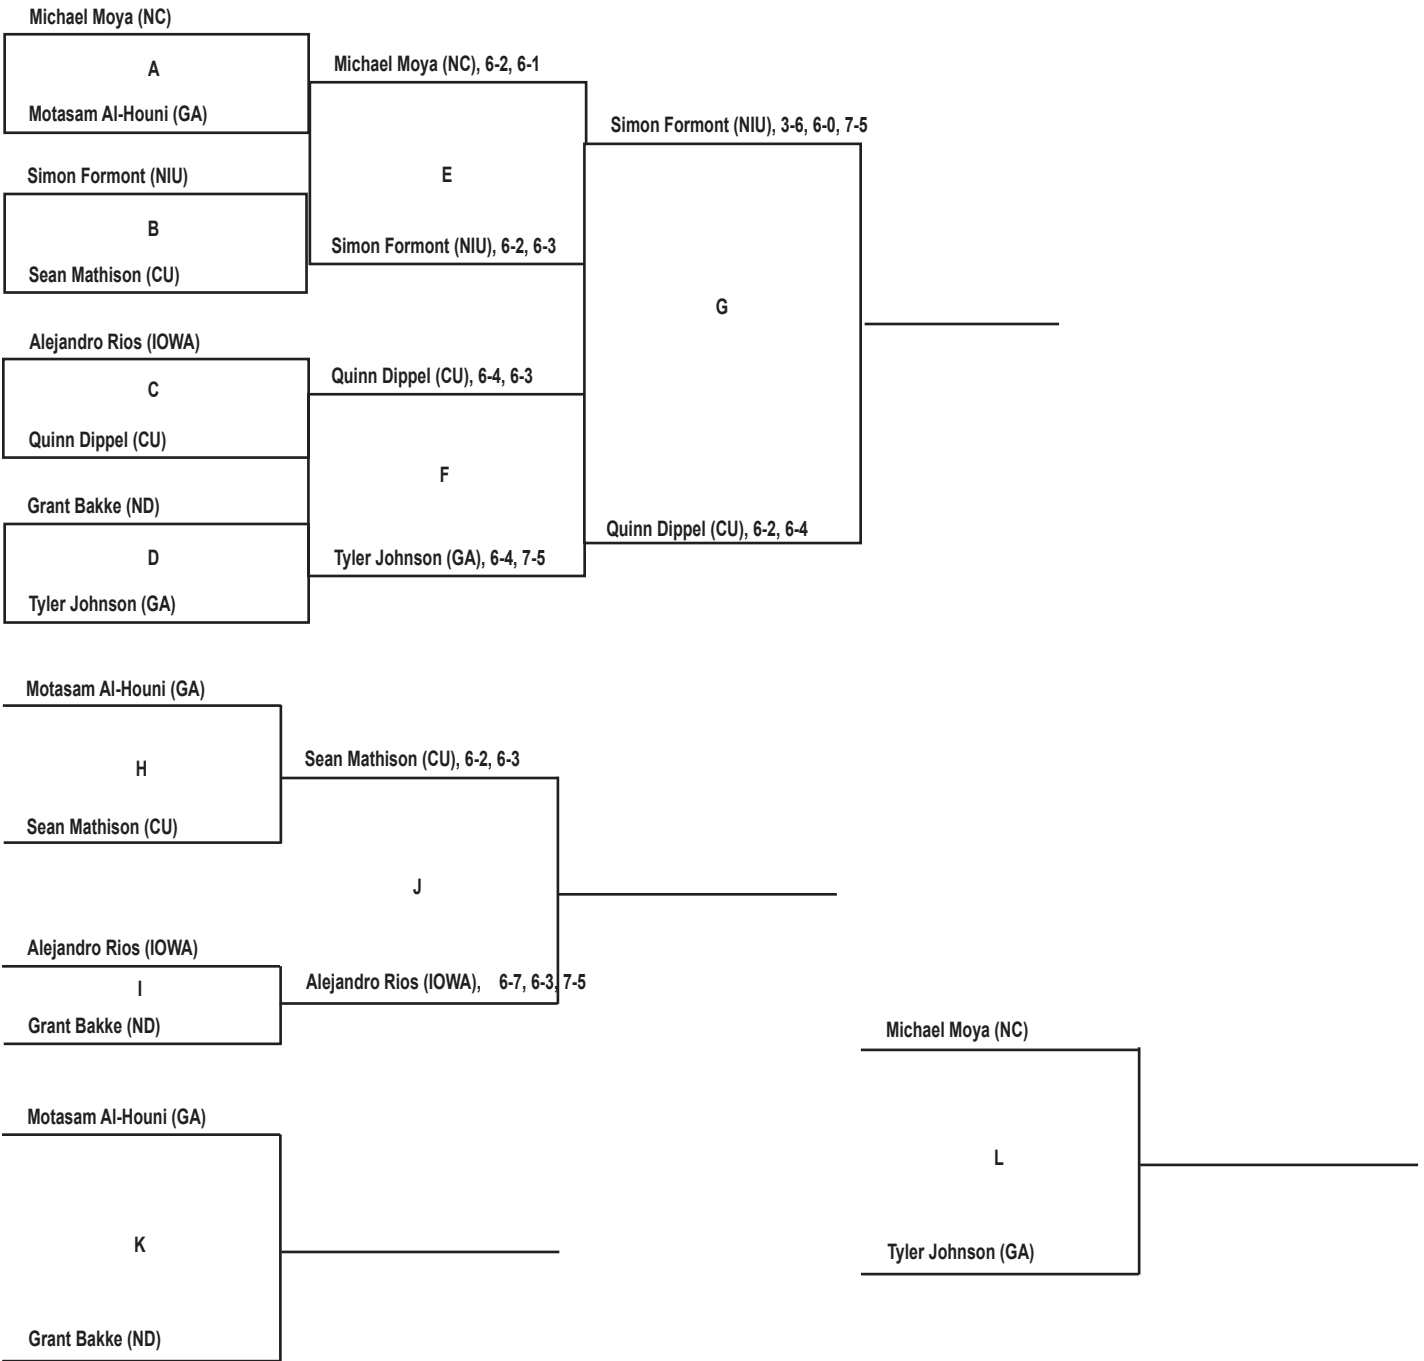 Michael Moya (NC)
A
Motasam Al-Houni (GA)
Michael Moya (NC), 6-2, 6-1
Simon Formont (NIU)
B
Sean Mathison (CU)
E
Simon Formont (NIU), 6-2, 6-3
Simon Formont (NIU), 3-6, 6-0, 7-5
G
Alejandro Rios (IOWA)
C
Quinn Dippel (CU)
Quinn Dippel (CU), 6-4, 6-3
Grant Bakke (ND)
D
Tyler Johnson (GA)
F
Tyler Johnson (GA), 6-4, 7-5
Quinn Dippel (CU), 6-2, 6-4
Motasam Al-Houni (GA)
H
Sean Mathison (CU)
Sean Mathison (CU), 6-2, 6-3
J
Alejandro Rios (IOWA)
I
Grant Bakke (ND)
Alejandro Rios (IOWA), 6-7, 6-3, 7-5
Motasam Al-Houni (GA)
K
Grant Bakke (ND)
Michael Moya (NC)
L
Tyler Johnson (GA)